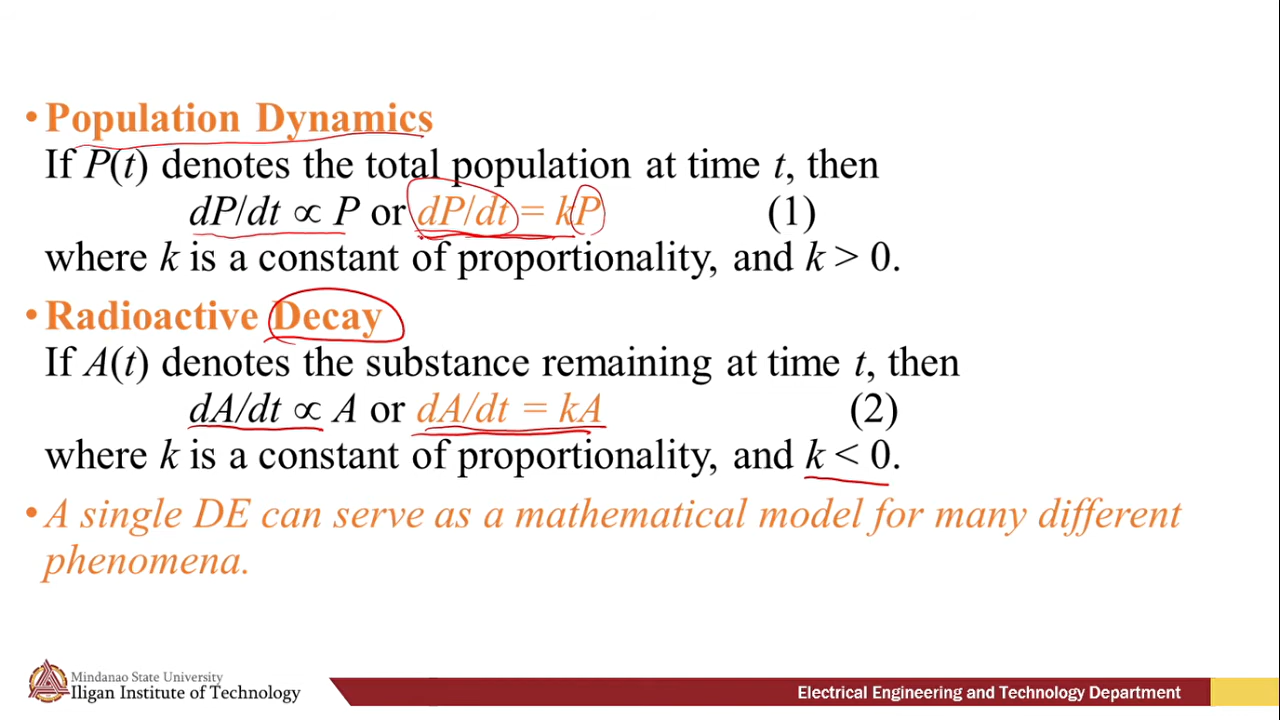 • Population Dynamics
If P(t) denotes the total population at time t, then
dP/dt ∝ P or dP/dt = kP (1)
where k is a constant of proportionality, and k > 0.
• Radioactive Decay
If A(t) denotes the substance remaining at time t, then
dA/dt ∝ A or dA/dt = kA (2)
where k is a constant of proportionality, and k < 0.
• A single DE can serve as a mathematical model for many different
phenomena.
Mindanao State University
Iligan Institute of Technology
Electrical Engineering and Technology Department